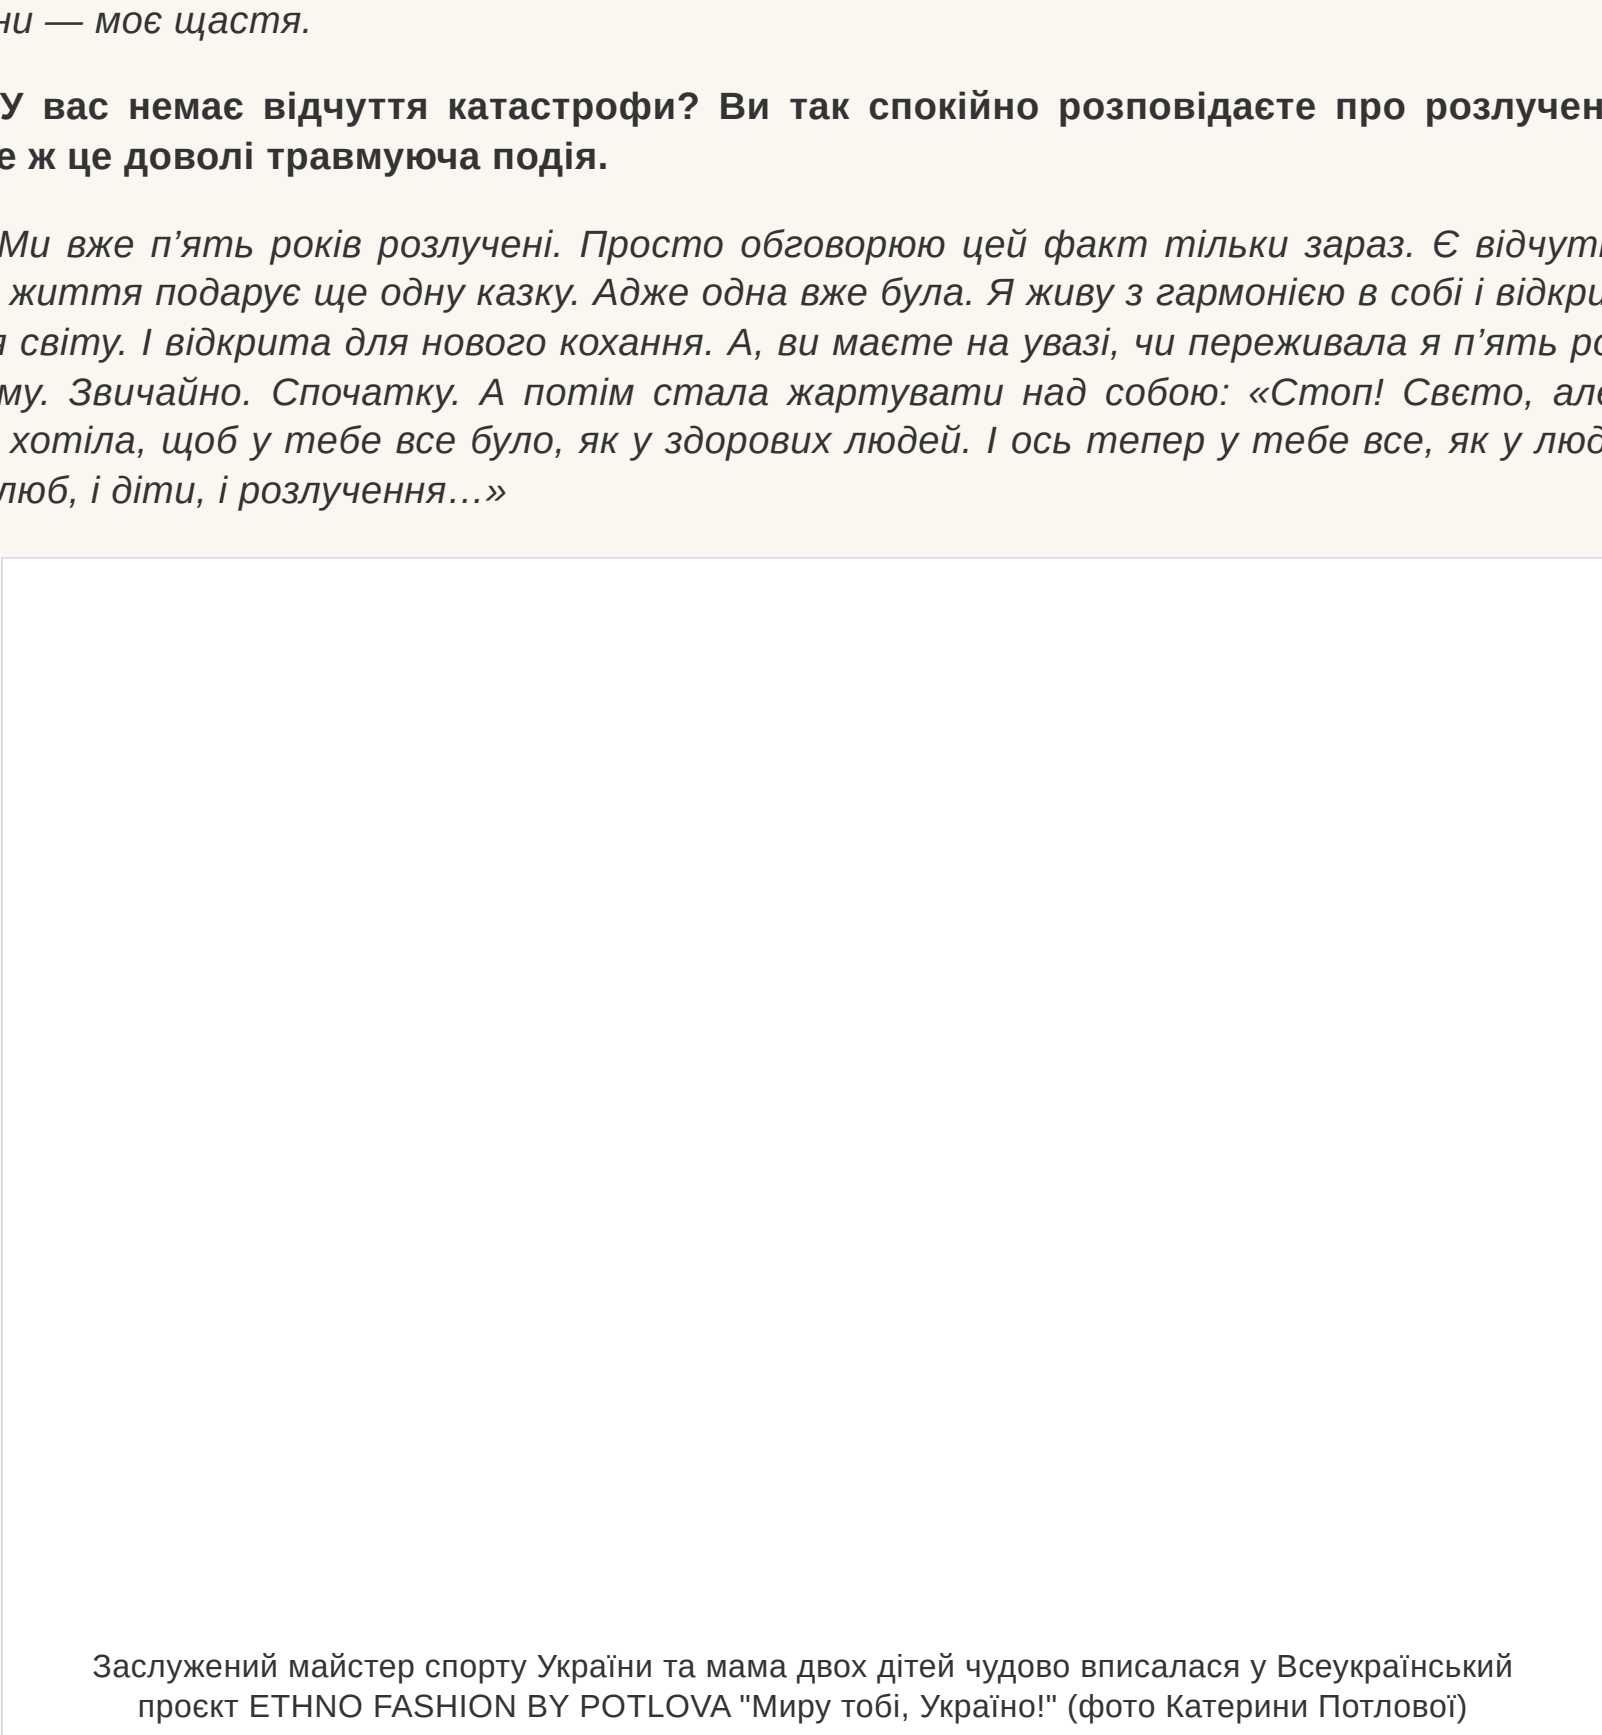 ни — моє щастя.
У вас немає відчуття катастрофи? Ви так спокійно розповідаєте про розлучен
е ж це доволі травмуюча подія.
Ми вже п’ять років розлучені. Просто обговорюю цей факт тільки зараз. Є відчут
життя подарує ще одну казку. Адже одна вже була. Я живу з гармонією в собі і відкри
я світу. І відкрита для нового кохання. А, ви маєте на увазі, чи переживала я п’ять ро
му. Звичайно. Спочатку. А потім стала жартувати над собою: «Стоп! Свєто, але
хотіла, щоб у тебе все було, як у здорових людей. І ось тепер у тебе все, як у люд
люб, і діти, і розлучення…»
Заслужений майстер спорту України та мама двох дітей чудово вписалася у Всеукраїнський
проєкт ETHNO FASHION BY POTLOVA "Миру тобі, Україно!" (фото Катерини Потлової)